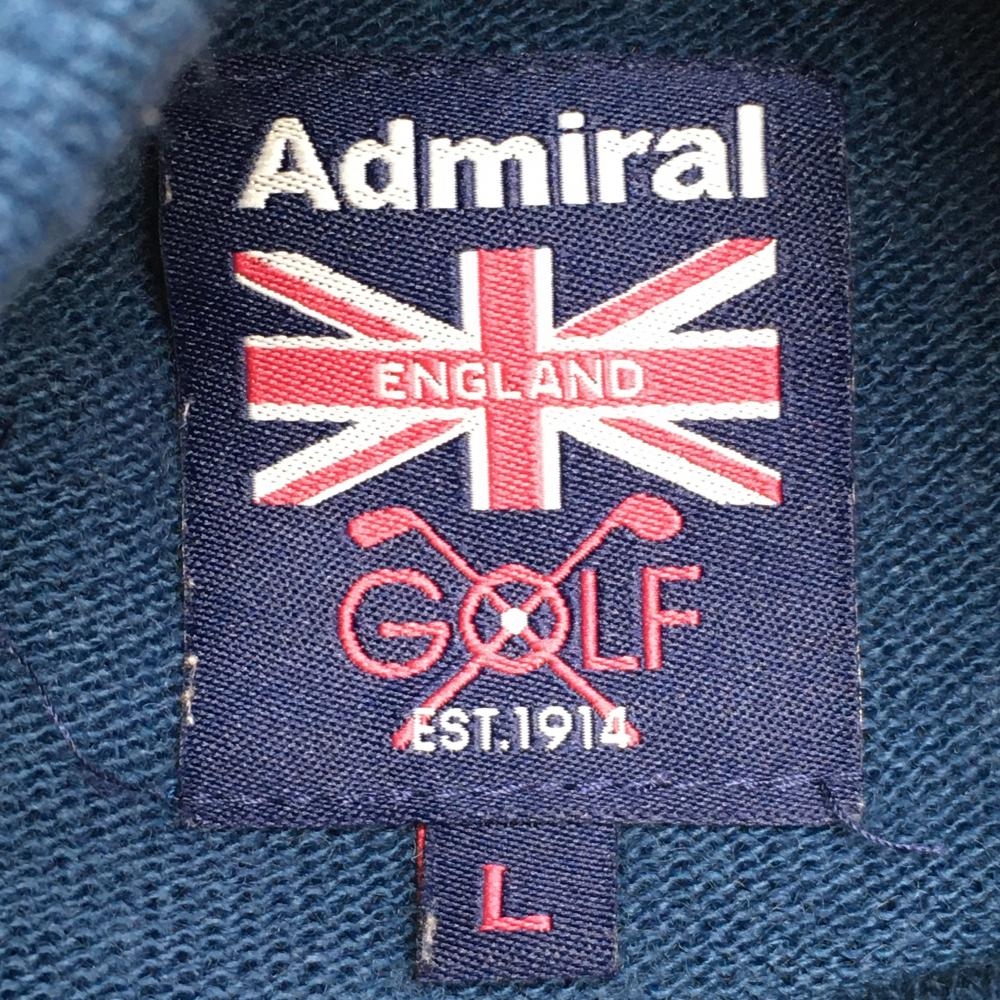 Admiral
ENGLAND
GOLF
EST.1914
L